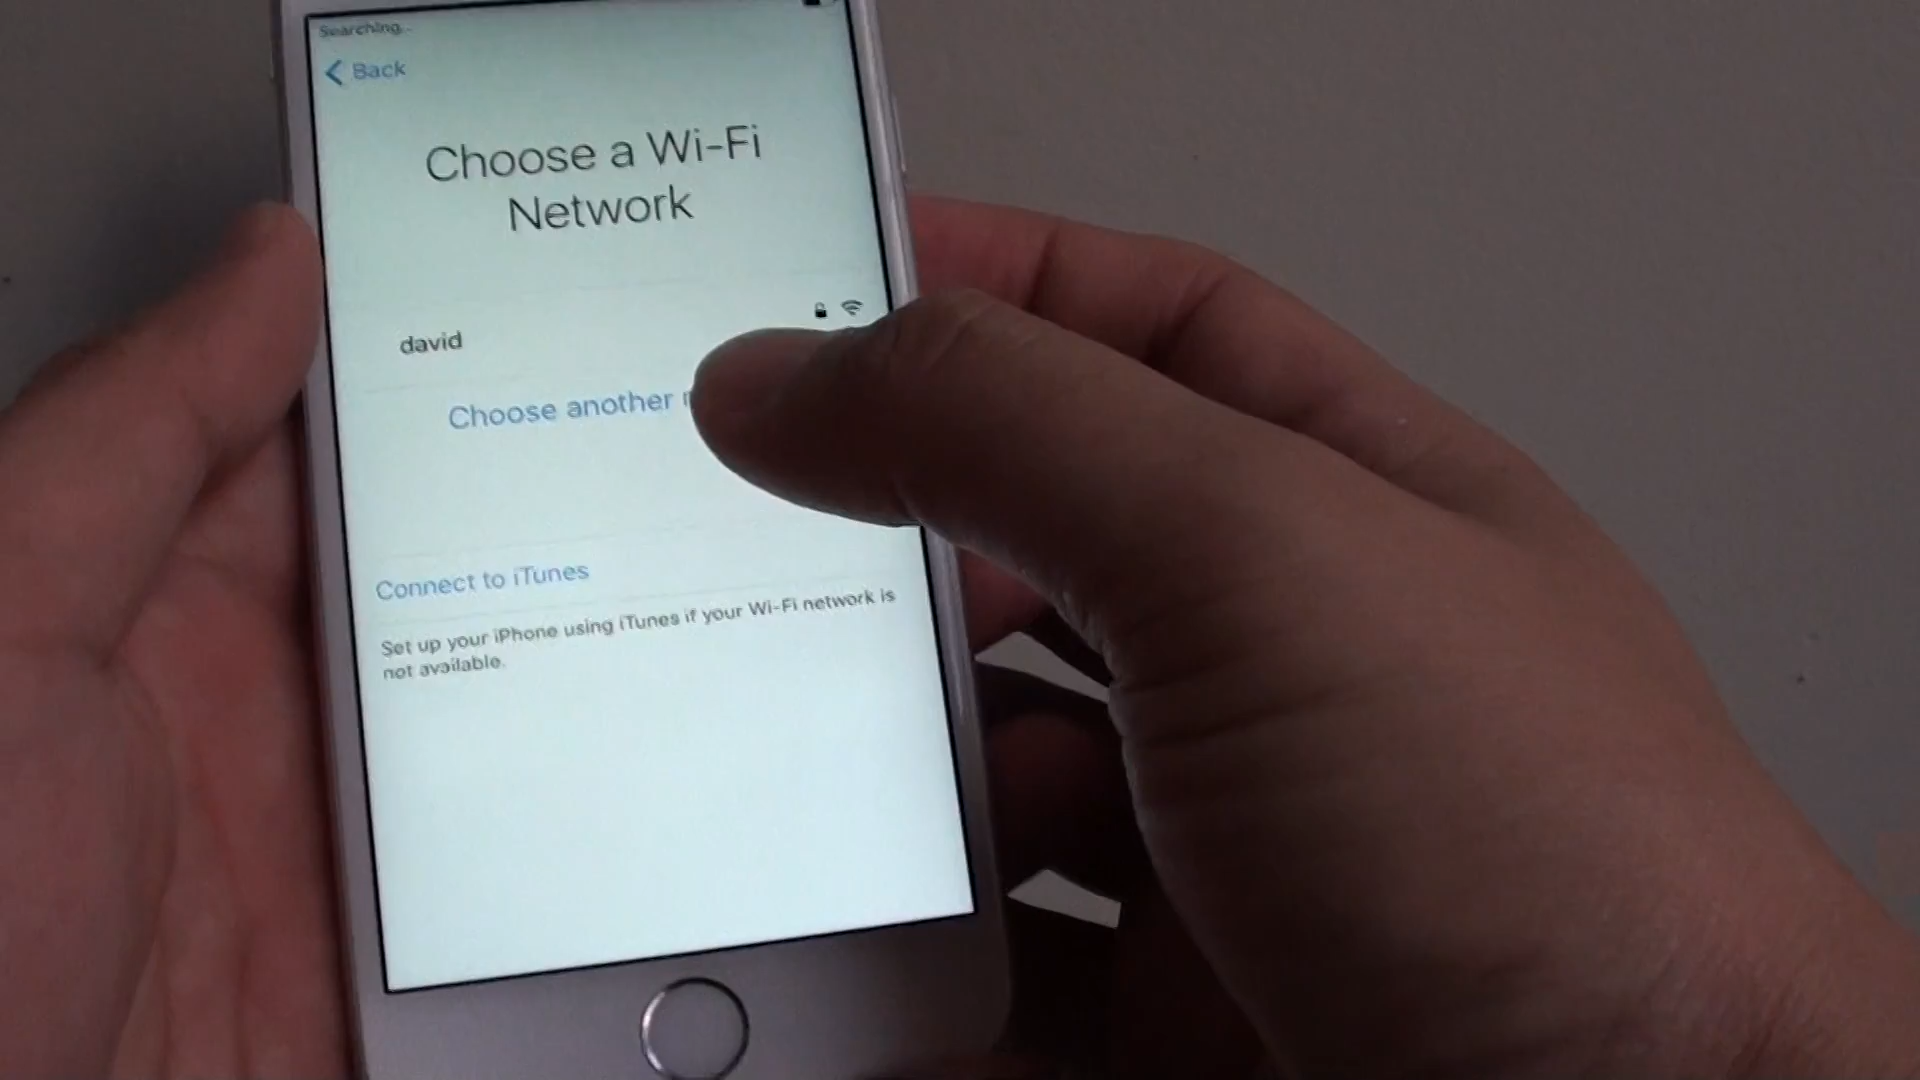 Searching...
Back
Choose a Wi-Fi
Network
david
Choose another
Connect to iTunes
Set up your iPhone using iTunes if your Wi-Fi network is
not available.